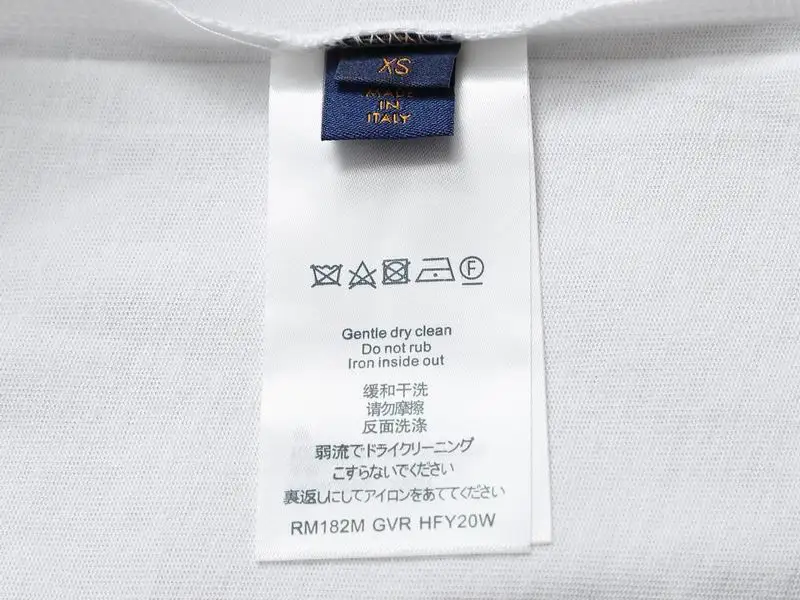 XS
MADE
IN
ITALY
F
Gentle dry clean
Do not rub
Iron inside out
缓和干洗
请勿摩擦
反面洗涤
弱流でドライクリーニング
こすらないでください
裏返しにしてアイロンをあててください
RM182M GVR HFY20W